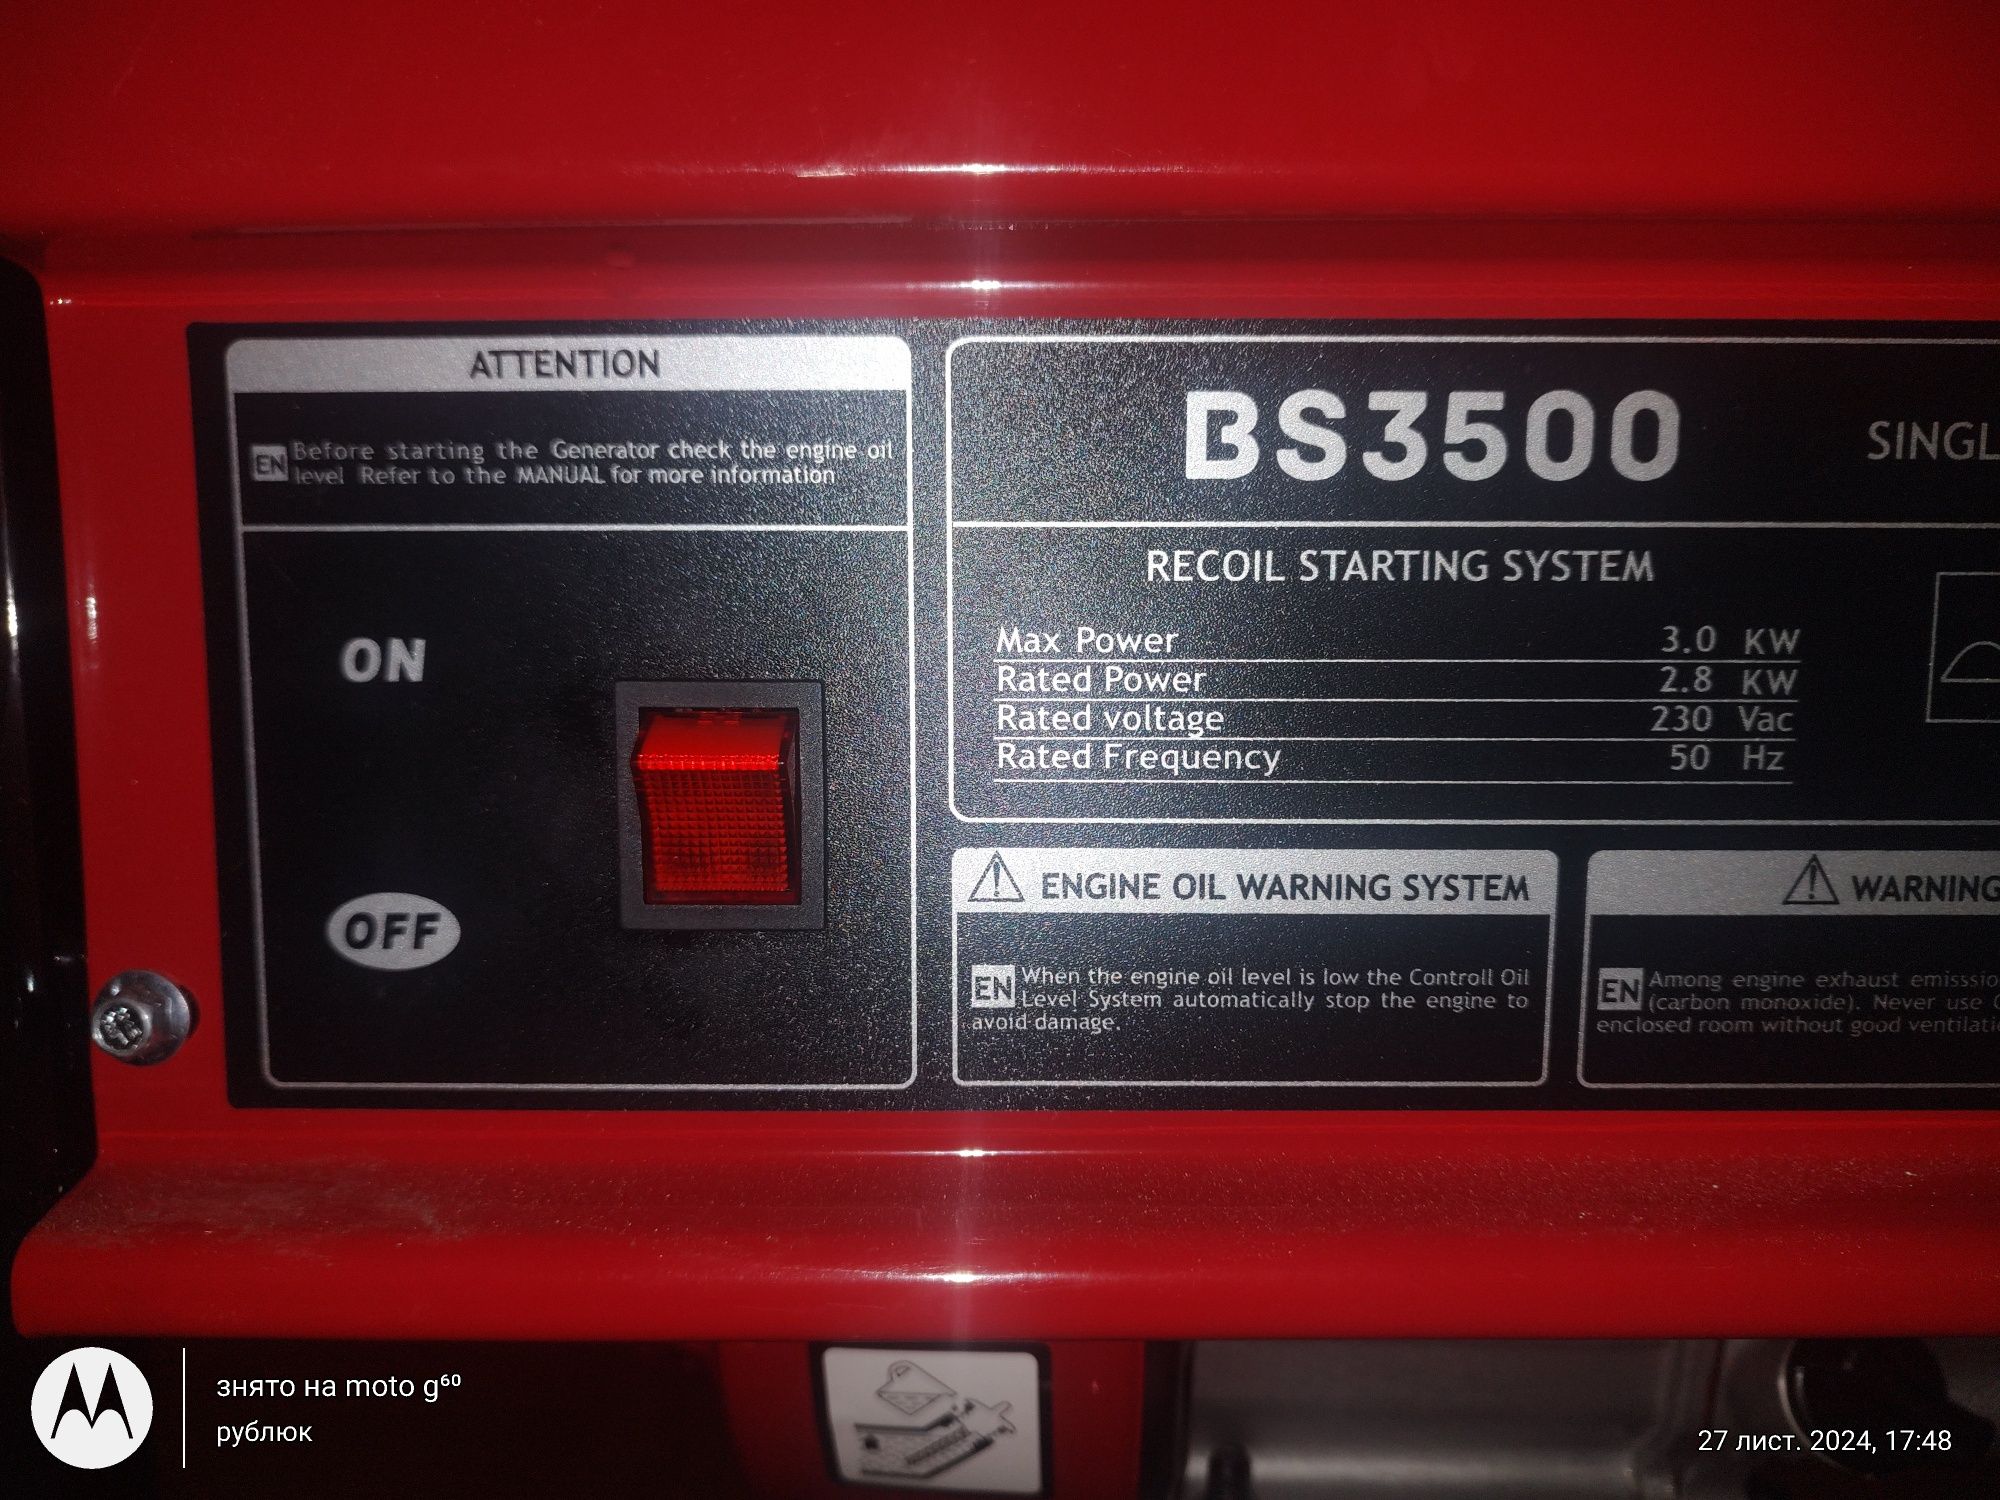 ATTENTION
EN Before starting the Generator check the engine oil
level Refer to the MANUAL for more information
ON
OFF
BS3500
RECOIL STARTING SYSTEM
Max Power 3.0 KW
Rated Power 2.8 KW
Rated voltage 230 Vac
Rated Frequency 50 Hz
ENGINE OIL WARNING SYSTEM
EN When the engine oil level is low the Controll Oil
Level System automatically stop the engine to
avoid damage.
WARNING
EN Among engine exhaust
(carbon monoxide). Never use
enclosed room without good
знято на moto g⁶⁰
рублюк
27 лист. 2024, 17:48